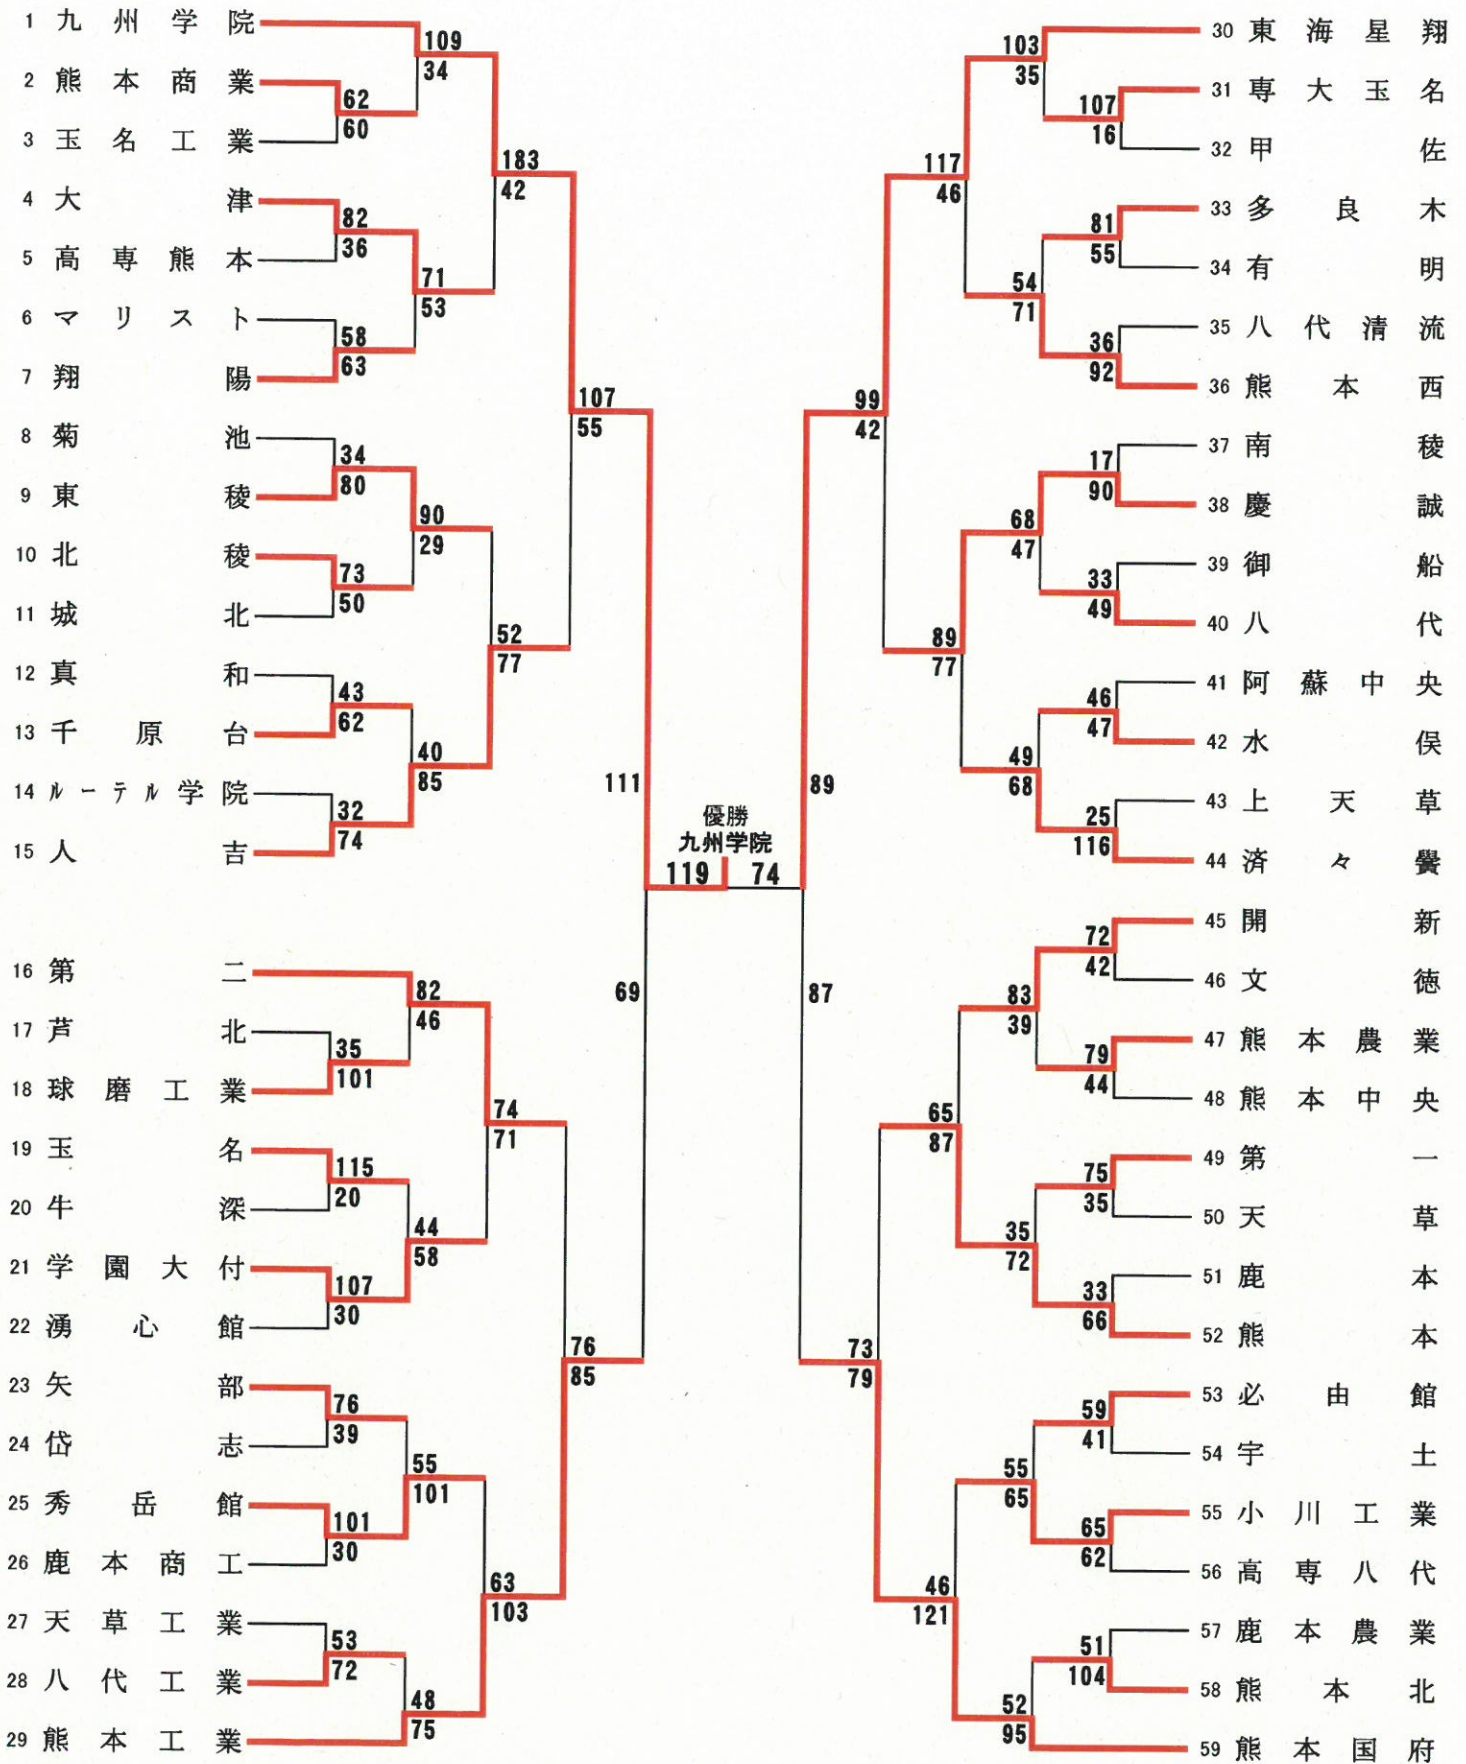 1 九州学院
109
34
2 熊本商業
62
60
3 玉名工業
183
42
4 大津
82
36
5 高専熊本
71
53
6 マリスト
58
63
7 翔陽
107
55
8 菊池
34
80
9 東稜
90
29
10 北稜
73
50
11 城北
52
77
12 真和
43
62
13 千原台
40
85
14 ルーテル学院
32
74
15 人吉
111
優勝
九州学院
119 74
69
16 第二
82
46
17 芦北
35
101
18 球磨工業
74
71
19 玉名
115
20
20 牛深
44
58
21 学園大付
107
30
22 湧心館
76
85
23 矢部
76
39
24 岱志
55
101
25 秀岳館
101
30
26 鹿本商工
63
103
27 天草工業
53
72
28 八代工業
48
75
29 熊本工業
30 東海星翔
103
35
31 専大玉名
107
16
32 甲佐
117
46
33 多良木
81
55
34 有明
54
71
35 八代清流
36
92
36 熊本西
99
42
37 南稜
17
90
38 慶誠
68
47
39 御船
33
49
40 八代
89
77
41 阿蘇中央
46
47
42 水俣
49
68
43 上天草
25
116
44 済々黌
89
87
45 開新
72
42
46 文徳
83
39
47 熊本農業
79
44
48 熊本中央
65
87
49 第一
75
35
50 天草
35
72
51 鹿本
33
66
52 熊本
73
79
53 必由館
59
41
54 宇土
55
65
55 小川工業
65
62
56 高専八代
46
121
57 鹿本農業
51
104
58 熊本北
52
95
59 熊本国府